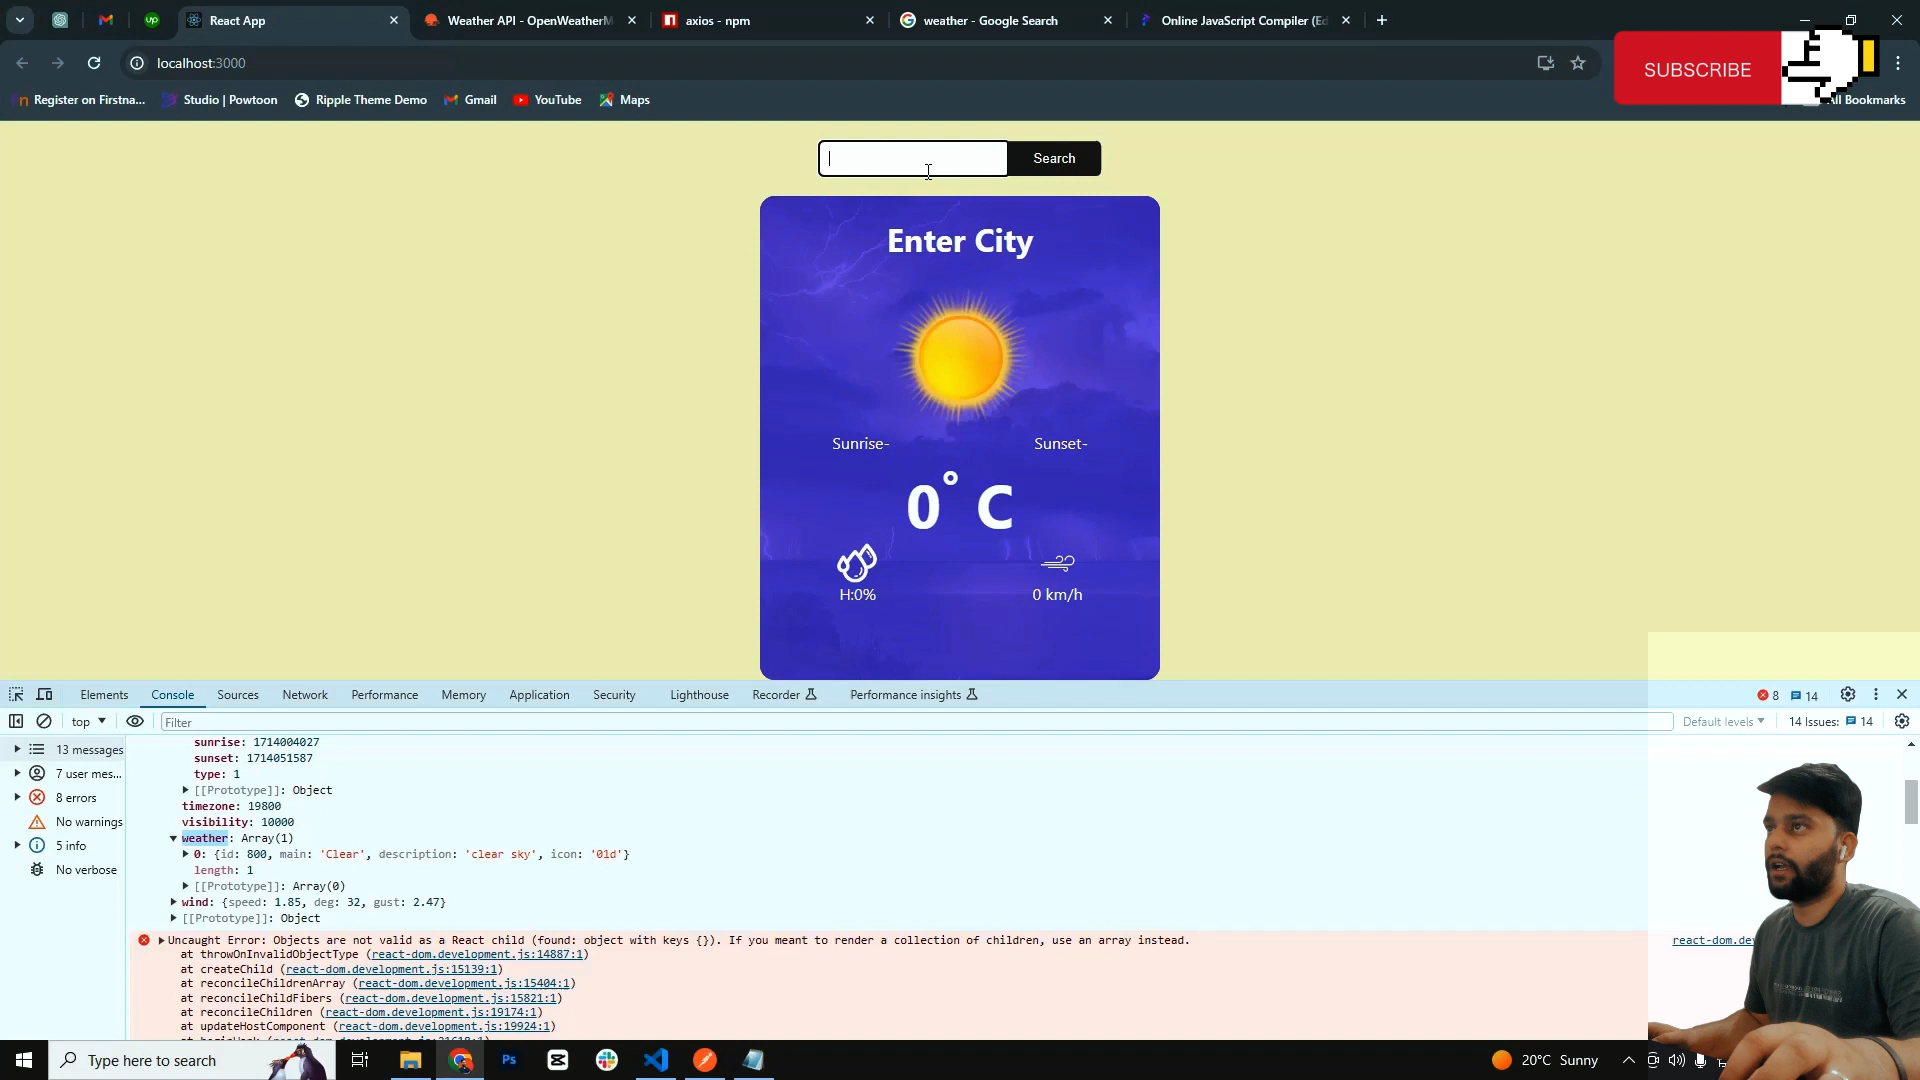 React App
Weather API - OpenWeatherM
axios - npm
weather - Google Search
Online JavaScript Compiler (Ed
localhost:3000
SUBSCRIBE
Register on Firstna...
Studio | Powtoon
Ripple Theme Demo
Gmail
YouTube
Maps
All Bookmarks
Search
Enter City
Sunrise-
Sunset-
0° C
H:0%
0 km/h
Elements
Console
Sources
Network
Performance
Memory
Application
Security
Lighthouse
Recorder
Performance insights
8
14
top
Filter
Default levels
14 Issues:
14
13 messages
7 user mes...
8 errors
No warnings
5 info
No verbose
sunrise: 1714004027
sunset: 1714051587
type: 1
[[Prototype]]: Object
timezone: 19800
visibility: 10000
weather: Array(1)
0: {id: 800, main: 'Clear', description: 'clear sky', icon: '01d'}
length: 1
[[Prototype]]: Array(0)
wind: {speed: 1.85, deg: 32, gust: 2.47}
[[Prototype]]: Object
Uncaught Error: Objects are not valid as a React child (found: object with keys {}). If you meant to render a collection of children, use an array instead.
react-dom.de
at throwOnInvalidObjectType (react-dom.development.js:14887:1)
at createChild (react-dom.development.js:15139:1)
at reconcileChildrenArray (react-dom.development.js:15404:1)
at reconcileChildFibers (react-dom.development.js:15821:1)
at reconcileChildren (react-dom.development.js:19174:1)
at updateHostComponent (react-dom.development.js:19924:1)
Type here to search
Ps
20°C Sunny